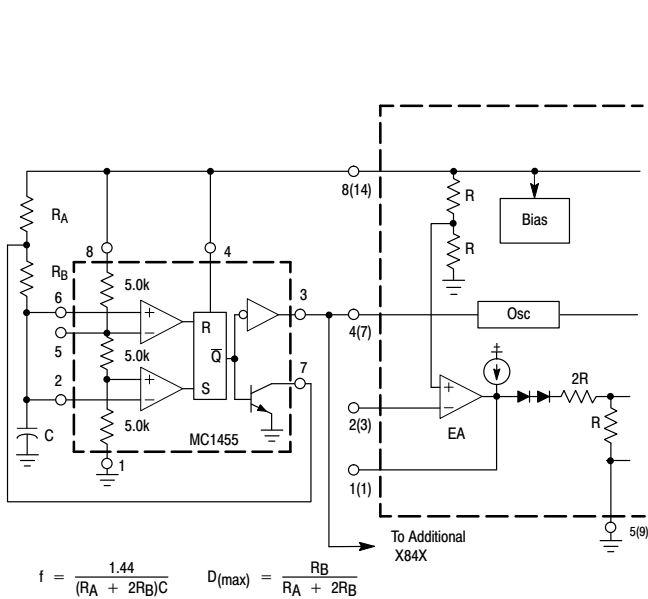 8(14)
R
R
Bias
RA
RB
8
4
5.0k
6
5
5.0k
2
5.0k
+
−
+
−
R
Q̅
S
3
7
MC1455
C
1
4(7)
Osc
+
−
EA
2R
R
2(3)
1(1)
5(9)
To Additional
X84X
f = 1.44 / (RA + 2RB)C
D(max) = RB / RA + 2RB